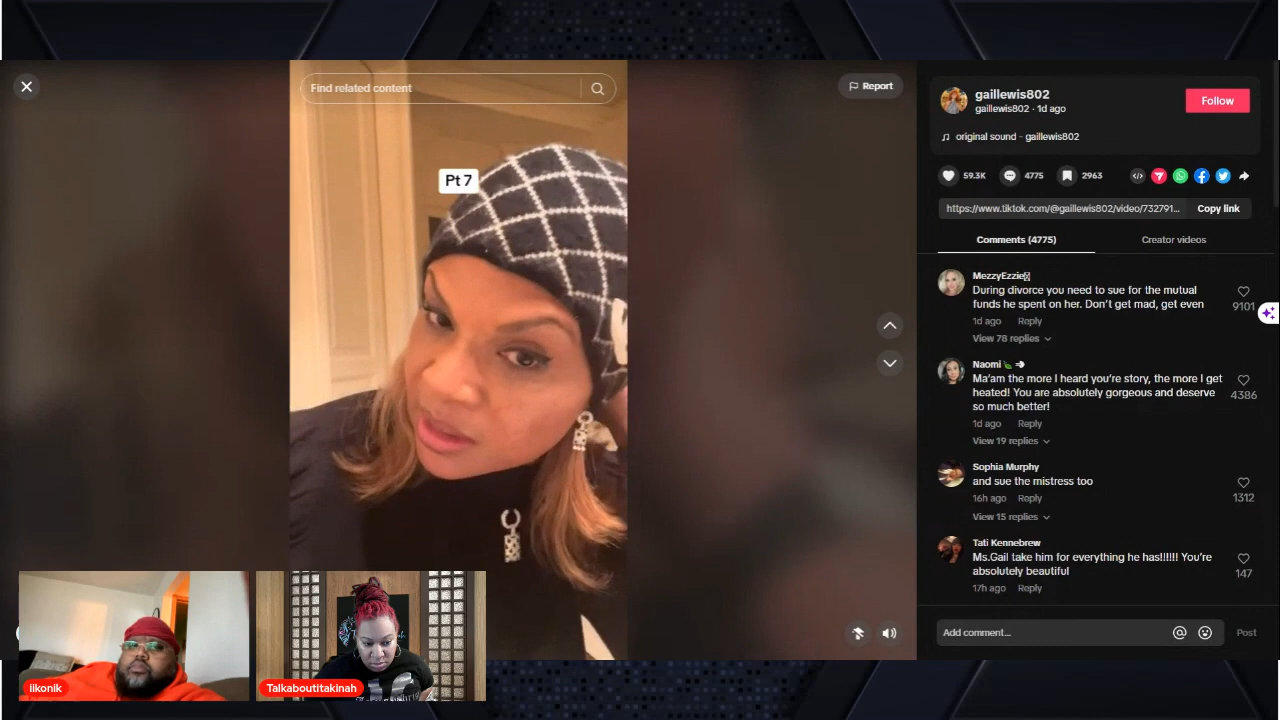 Find related content
Report
Pt 7
gaillewis802
gaillewis802 · 1d ago
Follow
original sound - gaillewis802
59.3K
4775
2963
https://www.tiktok.com/@gaillewis802/video/732791...
Copy link
Comments (4775)
Creator videos
MezzyEzzie
During divorce you need to sue for the mutual
funds he spent on her. Don't get mad, get even
9101
1d ago Reply
View 78 replies
Naomi
Ma'am the more I heard you're story, the more I get
heated! You are absolutely gorgeous and deserve
so much better!
4386
1d ago Reply
View 19 replies
Sophia Murphy
and sue the mistress too
1312
16h ago Reply
View 15 replies
Tati Kennebrew
Ms.Gail take him for everything he has!!!!!! You're
absolutely beautiful
147
17h ago Reply
Add comment...
Post
likonik
Talkaboutitakinah